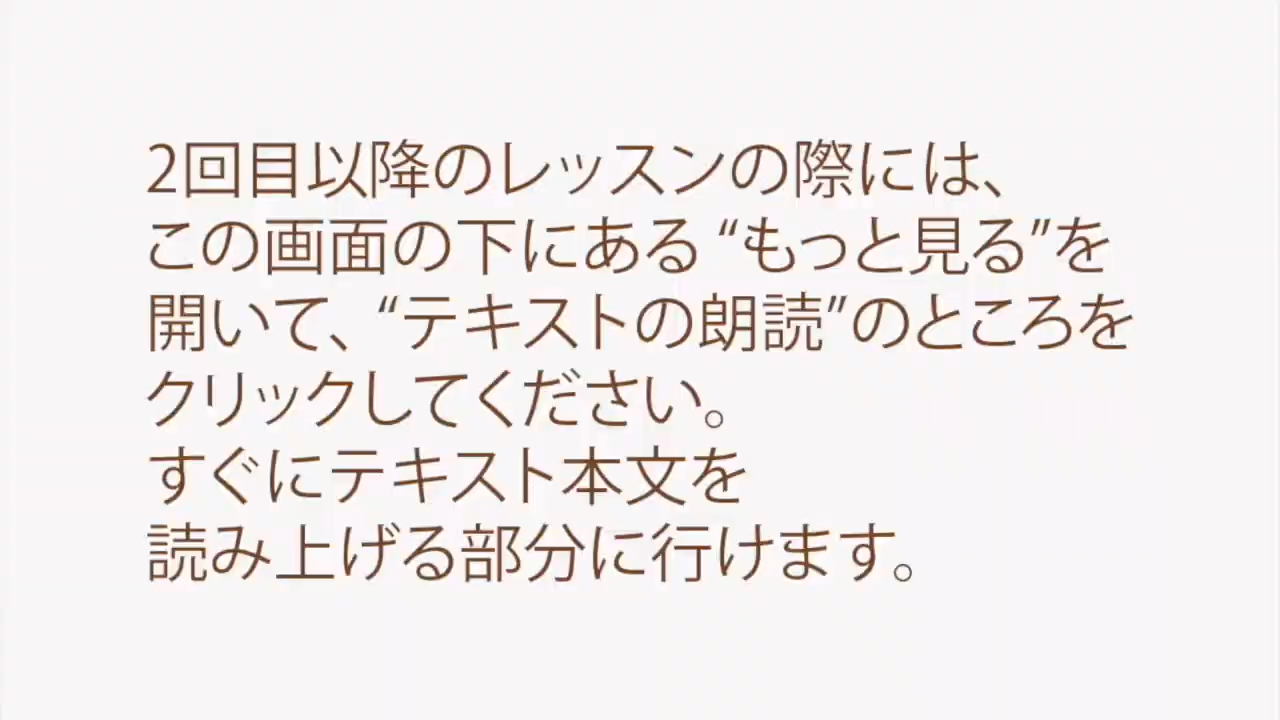 2回目以降のレッスンの際には、
この画面の下にある“もっと見る”を
開いて、“テキストの朗読”のところを
クリックしてください。
すぐにテキスト本文を
読み上げる部分に行けます。